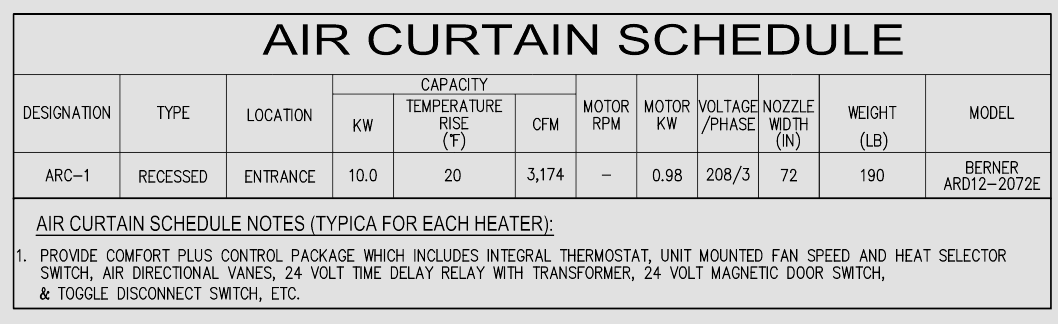 AIR CURTAIN SCHEDULE
DESIGNATION TYPE LOCATION CAPACITY KW TEMPERATURE RISE (°F) CFM MOTOR RPM MOTOR KW VOLTAGE /PHASE NOZZLE WIDTH (IN) WEIGHT (LB) MODEL
ARC-1 RECESSED ENTRANCE 10.0 20 3,174 – 0.98 208/3 72 190 BERNER ARD12-2072E
AIR CURTAIN SCHEDULE NOTES (TYPICA FOR EACH HEATER):
1. PROVIDE COMFORT PLUS CONTROL PACKAGE WHICH INCLUDES INTEGRAL THERMOSTAT, UNIT MOUNTED FAN SPEED AND HEAT SELECTOR
SWITCH, AIR DIRECTIONAL VANES, 24 VOLT TIME DELAY RELAY WITH TRANSFORMER, 24 VOLT MAGNETIC DOOR SWITCH,
& TOGGLE DISCONNECT SWITCH, ETC.